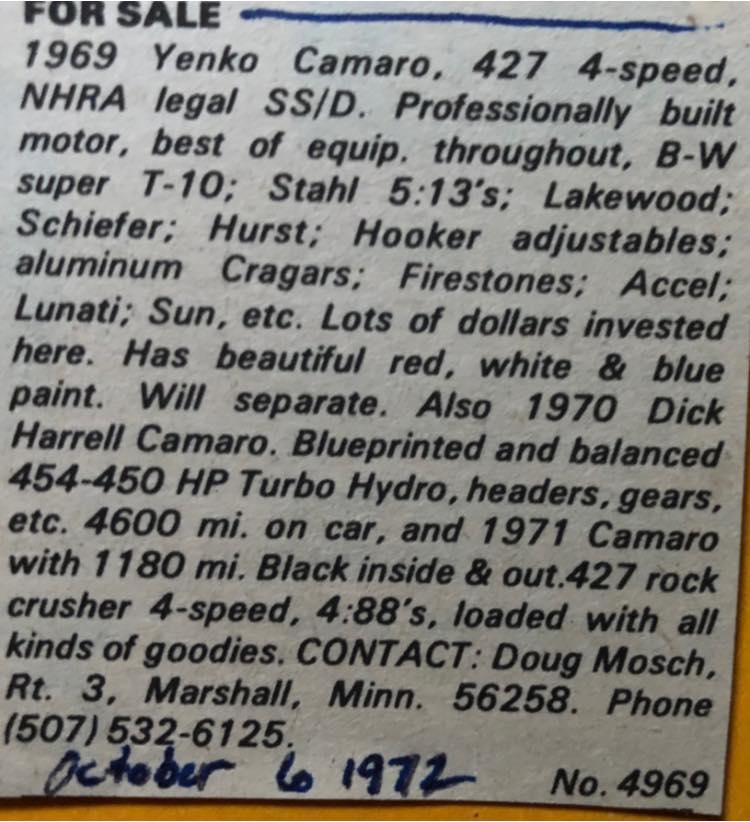 FOR SALE
1969 Yenko Camaro, 427 4-speed,
NHRA legal SS/D. Professionally built
motor, best of equip. throughout, B-W
super T-10; Stahl 5:13's; Lakewood;
Schiefer; Hurst; Hooker adjustables;
aluminum Cragars; Firestones; Accel;
Lunati; Sun, etc. Lots of dollars invested
here. Has beautiful red, white & blue
paint. Will separate. Also 1970 Dick
Harrell Camaro. Blueprinted and balanced
454-450 HP Turbo Hydro, headers, gears,
etc. 4600 mi. on car, and 1971 Camaro
with 1180 mi. Black inside & out.427 rock
crusher 4-speed, 4:88's, loaded with all
kinds of goodies. CONTACT: Doug Mosch,
Rt. 3, Marshall, Minn. 56258. Phone
(507) 532-6125.
October 6 1972 No. 4969